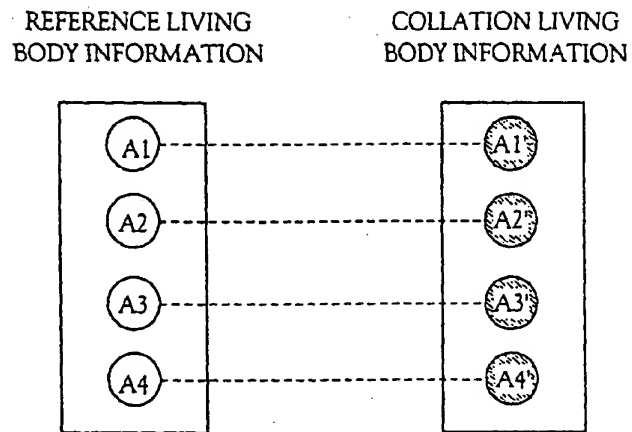 REFERENCE LIVING
BODY INFORMATION
COLLATION LIVING
BODY INFORMATION
A1 A1'
A2 A2'
A3 A3'
A4 A4'